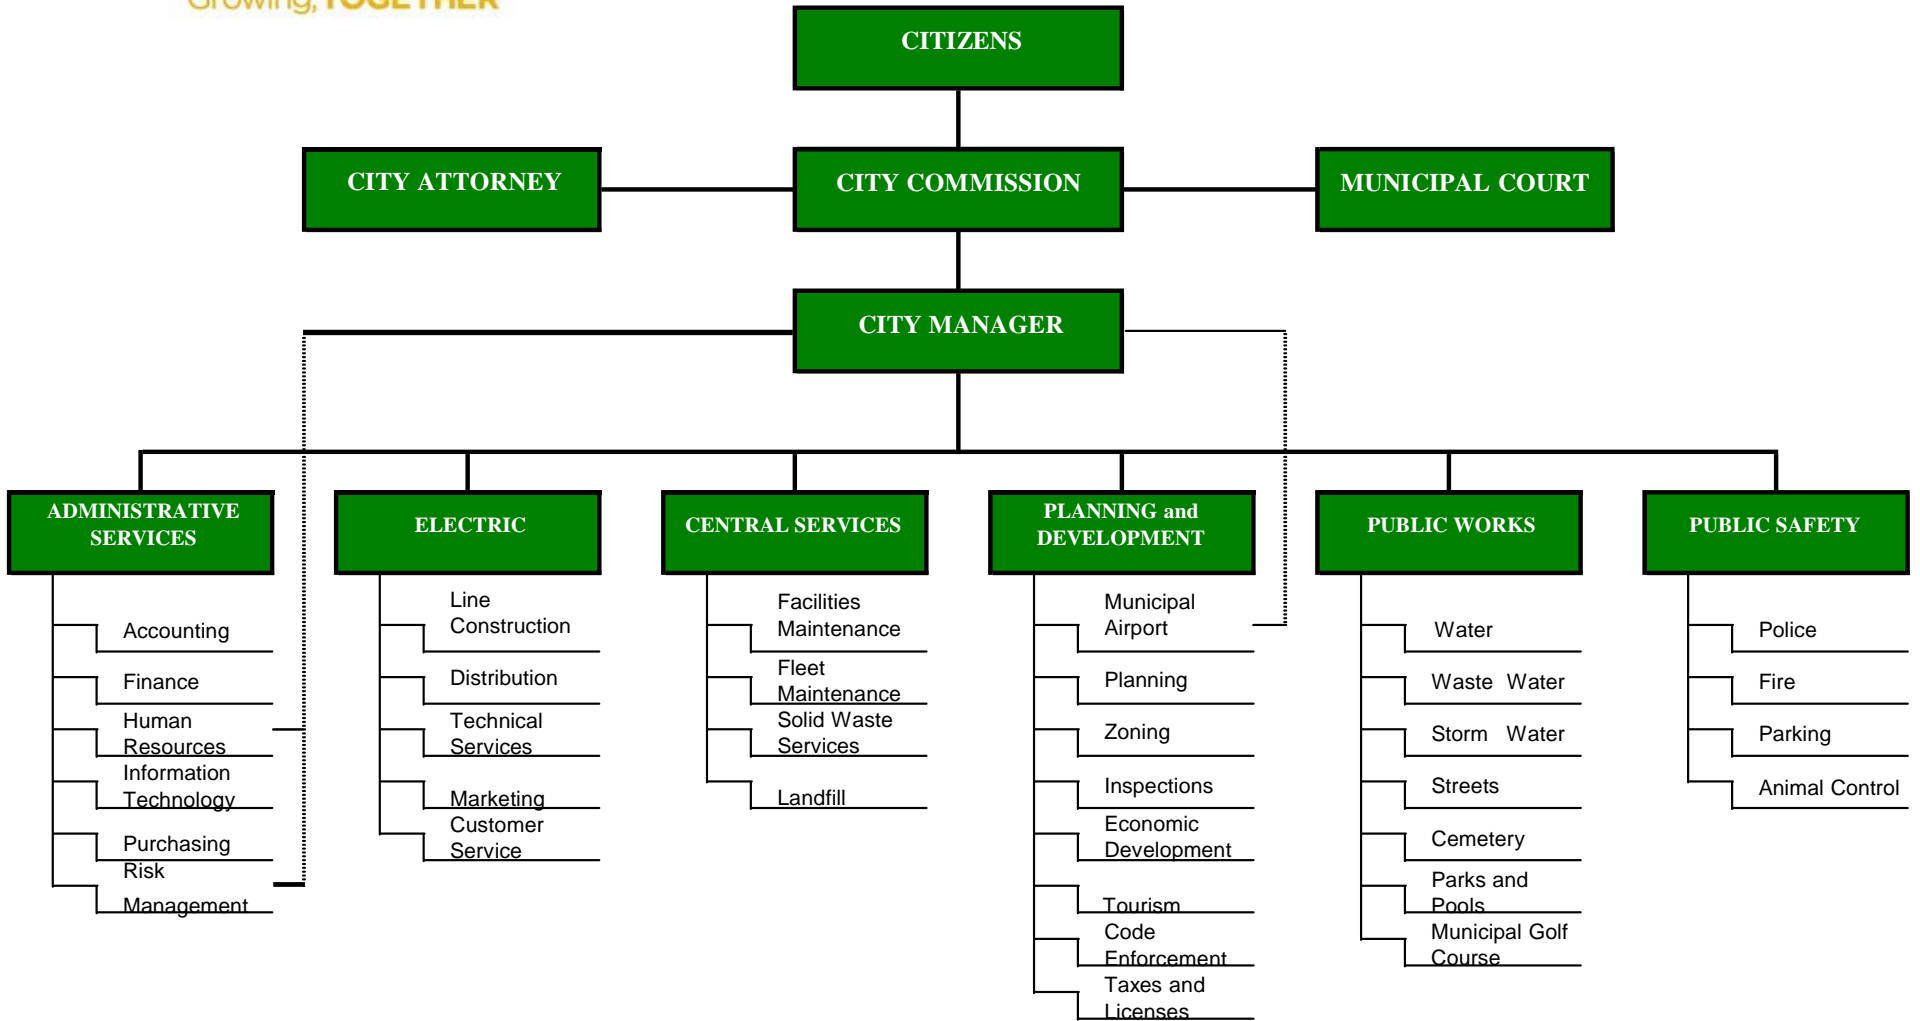 Growing, TOGETHER
CITIZENS
CITY ATTORNEY
CITY COMMISSION
MUNICIPAL COURT
CITY MANAGER
ADMINISTRATIVE
SERVICES
Accounting
Finance
Human
Resources
Information
Technology
Purchasing
Risk
Management
ELECTRIC
Line
Construction
Distribution
Technical
Services
Marketing
Customer
Service
CENTRAL SERVICES
Facilities
Maintenance
Fleet
Maintenance
Solid Waste
Services
Landfill
PLANNING and
DEVELOPMENT
Municipal
Airport
Planning
Zoning
Inspections
Economic
Development
Tourism
Code
Enforcement
Taxes and
Licenses
PUBLIC WORKS
Water
Waste Water
Storm Water
Streets
Cemetery
Parks and
Pools
Municipal Golf
Course
PUBLIC SAFETY
Police
Fire
Parking
Animal Control